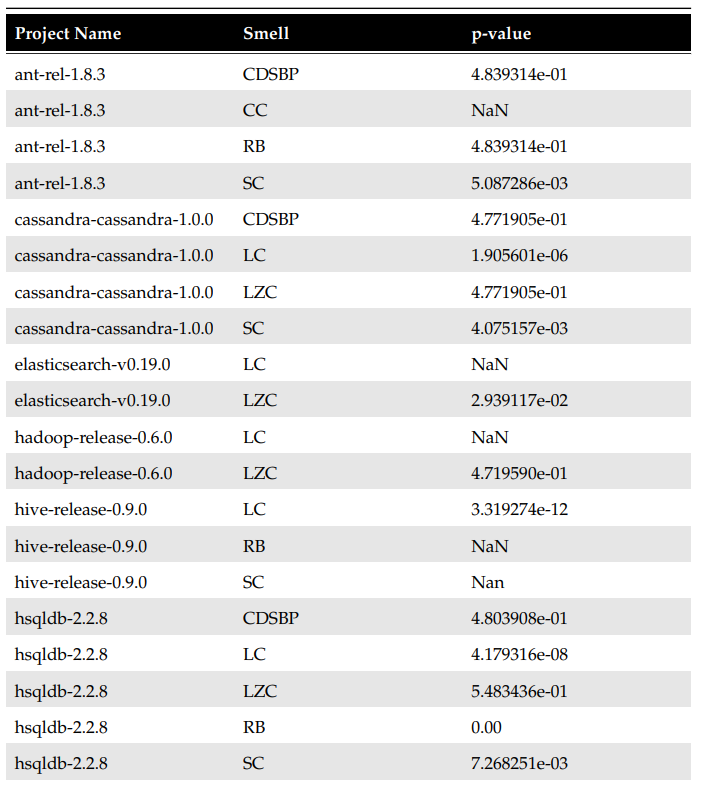 Project Name Smell p-value
ant-rel-1.8.3 CDSBP 4.839314e-01
ant-rel-1.8.3 CC NaN
ant-rel-1.8.3 RB 4.839314e-01
ant-rel-1.8.3 SC 5.087286e-03
cassandra-cassandra-1.0.0 CDSBP 4.771905e-01
cassandra-cassandra-1.0.0 LC 1.905601e-06
cassandra-cassandra-1.0.0 LZC 4.771905e-01
cassandra-cassandra-1.0.0 SC 4.075157e-03
elasticsearch-v0.19.0 LC NaN
elasticsearch-v0.19.0 LZC 2.939117e-02
hadoop-release-0.6.0 LC NaN
hadoop-release-0.6.0 LZC 4.719590e-01
hive-release-0.9.0 LC 3.319274e-12
hive-release-0.9.0 RB NaN
hive-release-0.9.0 SC Nan
hsqldb-2.2.8 CDSBP 4.803908e-01
hsqldb-2.2.8 LC 4.179316e-08
hsqldb-2.2.8 LZC 5.483436e-01
hsqldb-2.2.8 RB 0.00
hsqldb-2.2.8 SC 7.268251e-03